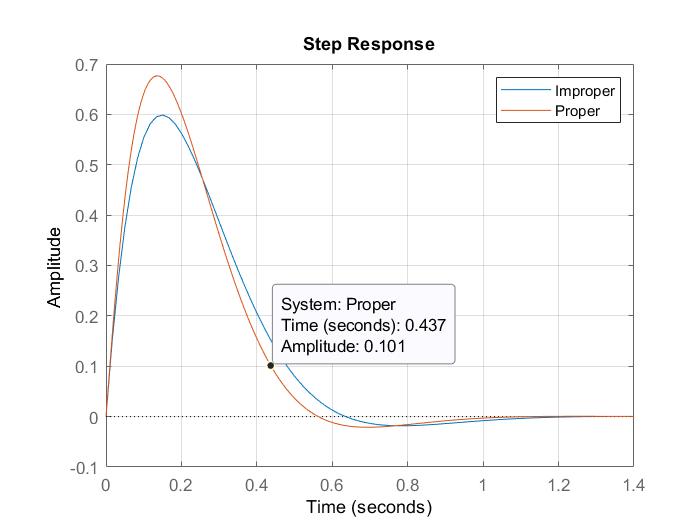 Step Response
0.7
0.6
0.5
0.4
0.3
0.2
0.1
0
-0.1
Amplitude
Improper
Proper
System: Proper
Time (seconds): 0.437
Amplitude: 0.101
0 0.2 0.4 0.6 0.8 1 1.2 1.4
Time (seconds)